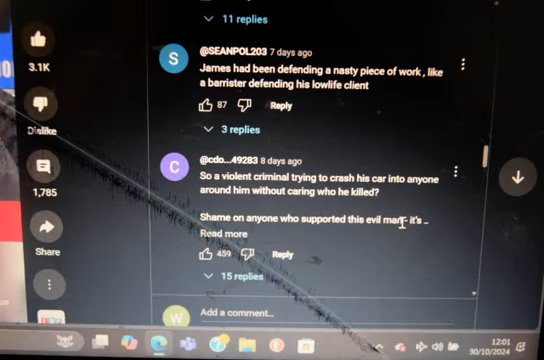 11 replies
3.1K
@SEANPOL203 7 days ago
James had been defending a nasty piece of work , like
a barrister defending his lowlife client
87 Reply
Dislike
3 replies
@cdo...49283 8 days ago
So a violent criminal trying to crash his car into anyone
around him without caring who he killed?
1,785
Shame on anyone who supported this evil man - it's ..
Read more
Share
459 Reply
15 replies
Add a comment...
12:01
30/10/2024